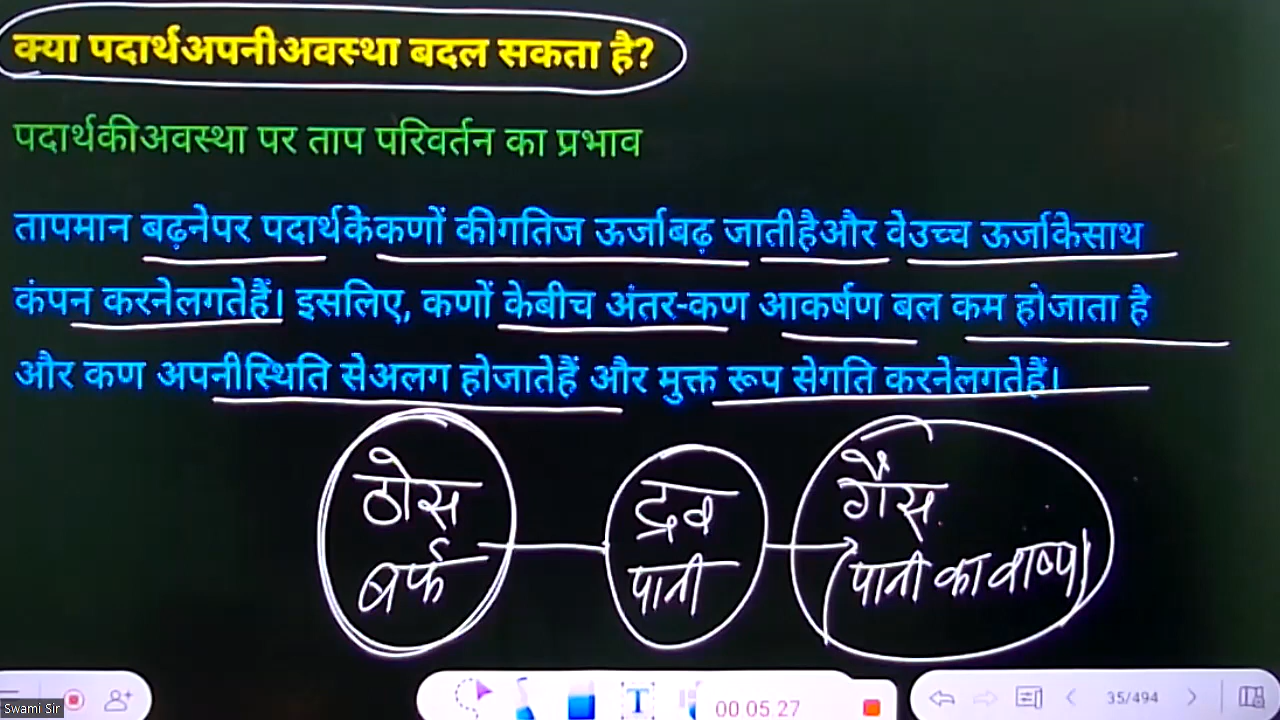 क्या पदार्थअपनीअवस्था बदल सकता है?
पदार्थकीअवस्था पर ताप परिवर्तन का प्रभाव
तापमान बढ़नेपर पदार्थकेकणों कीगतिज ऊर्जाबढ़ जातीहैऔर वेउच्च ऊर्जाकेसाथ
कंपन करनेलगतेहैं। इसलिए, कणों केबीच अंतर-कण आकर्षण बल कम होजाता है
और कण अपनीस्थिति सेअलग होजातेहैं और मुक्त रूप सेगति करनेलगतेहैं।
ठोस द्रव गैस
बर्फ पानी (पानी का वाष्प)
Swami Sir
T
00 05.27
35/494